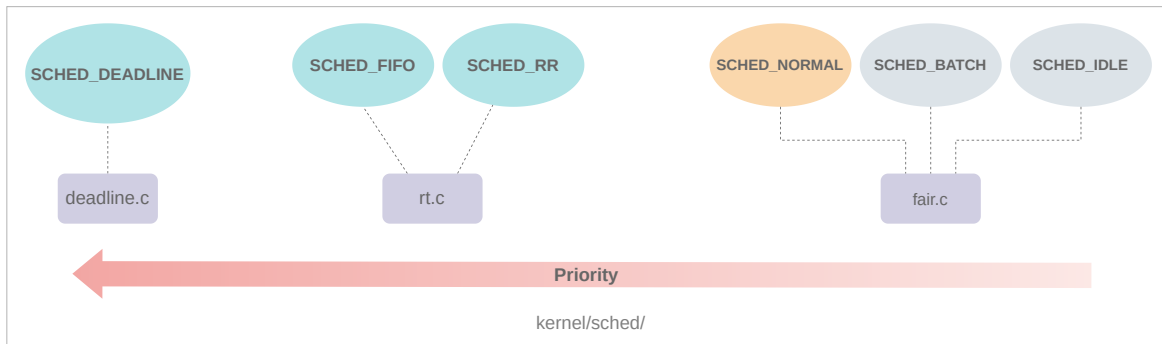 SCHED_DEADLINE
SCHED_FIFO
SCHED_RR
SCHED_NORMAL
SCHED_BATCH
SCHED_IDLE
deadline.c
rt.c
fair.c
Priority
kernel/sched/